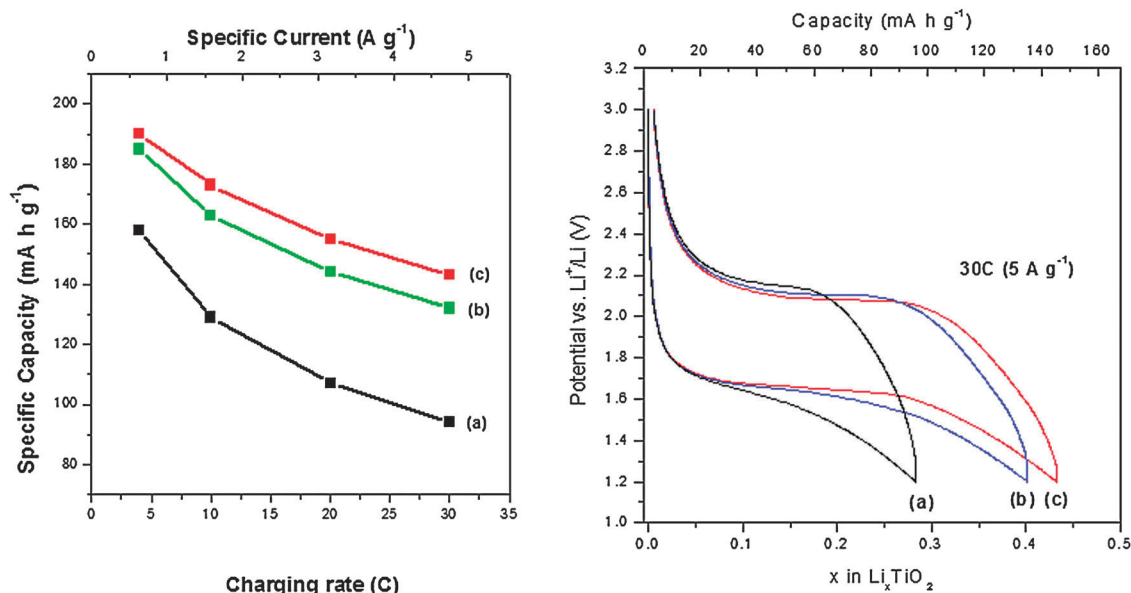 Specific Current (A g⁻¹)
0 1 2 3 4 5
Specific Capacity (mA h g⁻¹)
200
180
160
140
120
100
80
(c)
(b)
(a)
0 5 10 15 20 25 30 35
Charging rate (C)
Capacity (mA h g⁻¹)
0 20 40 60 80 100 120 140 160
Potential vs. Li⁺/Li (V)
3.2
3.0
2.8
2.6
2.4
2.2
2.0
1.8
1.6
1.4
1.2
1.0
30C (5 A g⁻¹)
(a) (b) (c)
0.0 0.1 0.2 0.3 0.4 0.5
x in LiₓTiO₂